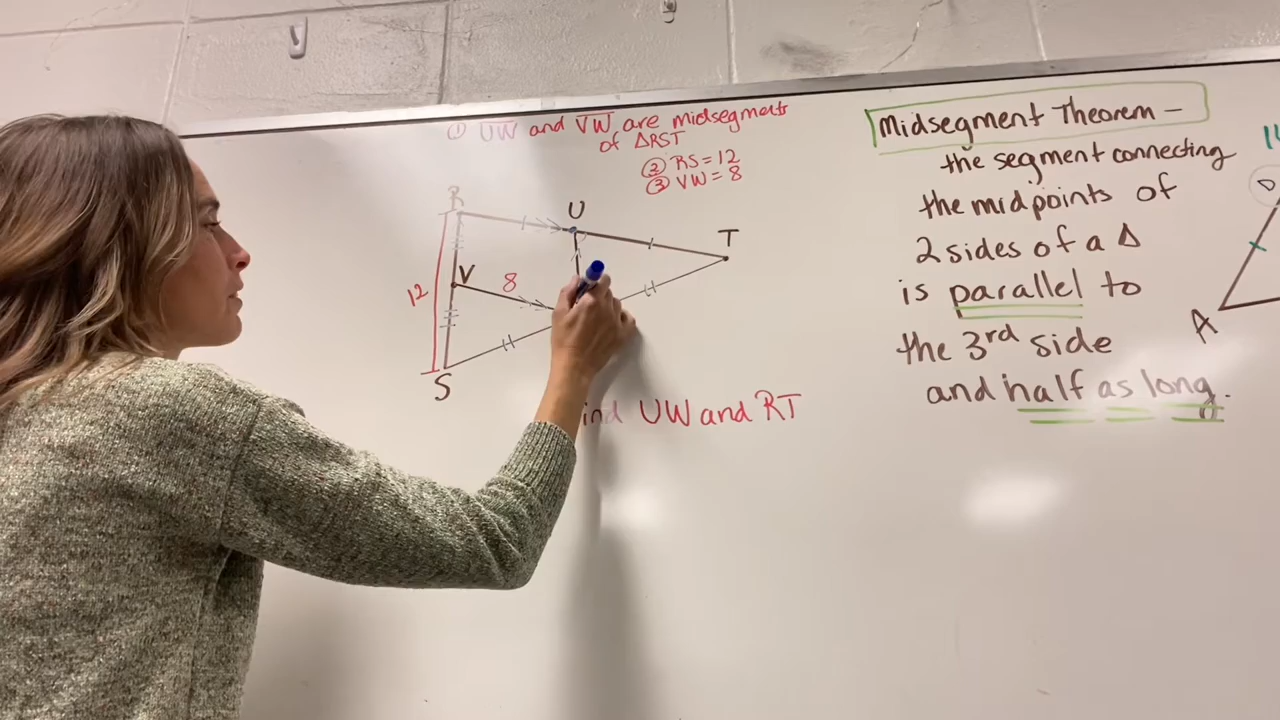 ① UW and VW are midsegments
of △RST
② RS = 12
③ VW = 8
R
U
T
V
8
12
S
ind UW and RT
Midsegment Theorem –
the segment connecting
the midpoints of
2 sides of a △
is parallel to
the 3rd side
and half as long.
D
A